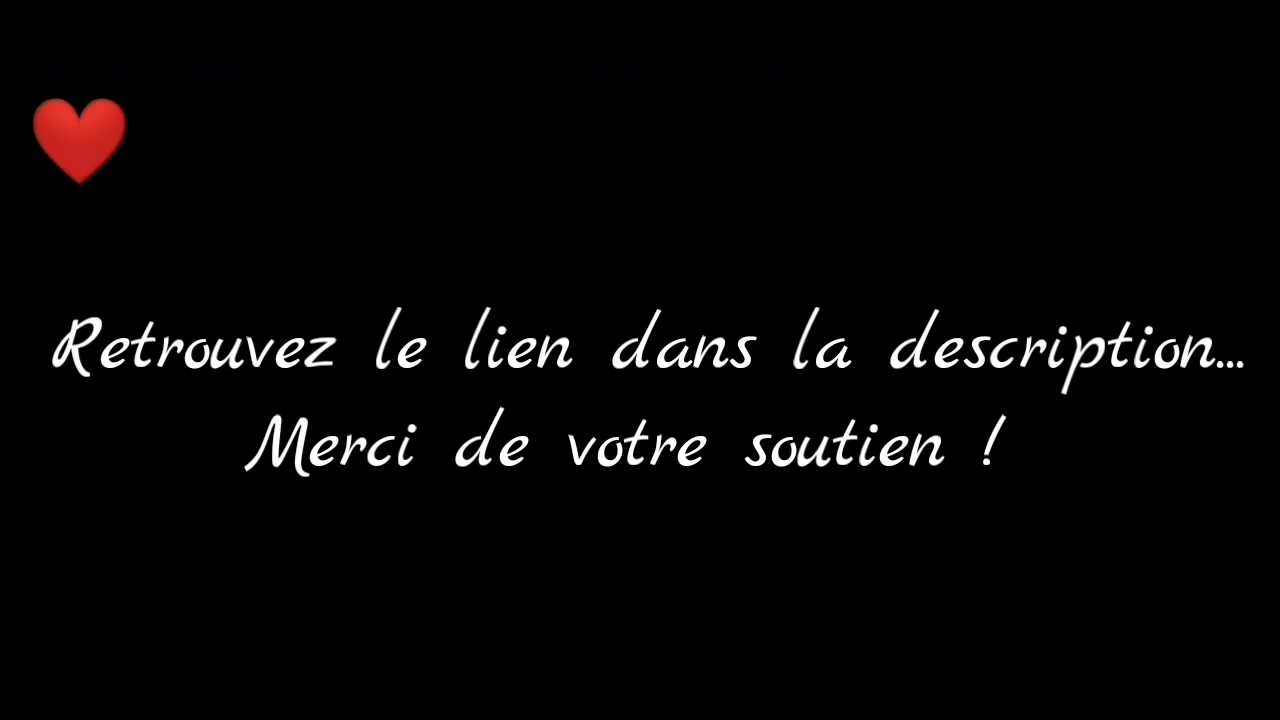 Retrouvez le lien dans la description...
Merci de votre soutien !